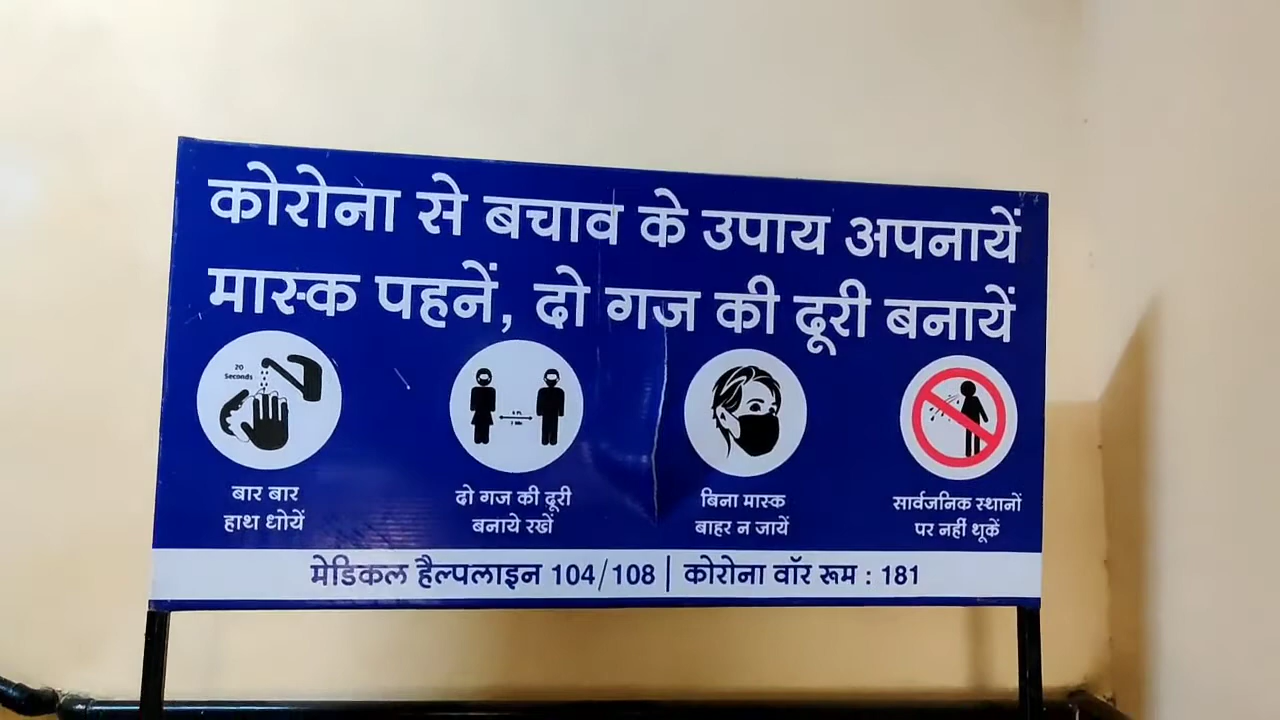 कोरोना से बचाव के उपाय अपनायें
मास्क पहनें, दो गज की दूरी बनायें
20
Seconds
बार बार
हाथ धोयें
दो गज की दूरी
बनाये रखें
बिना मास्क
बाहर न जायें
सार्वजनिक स्थानों
पर नहीं थूकें
मेडिकल हैल्पलाइन 104/108 | कोरोना वॉर रूम : 181